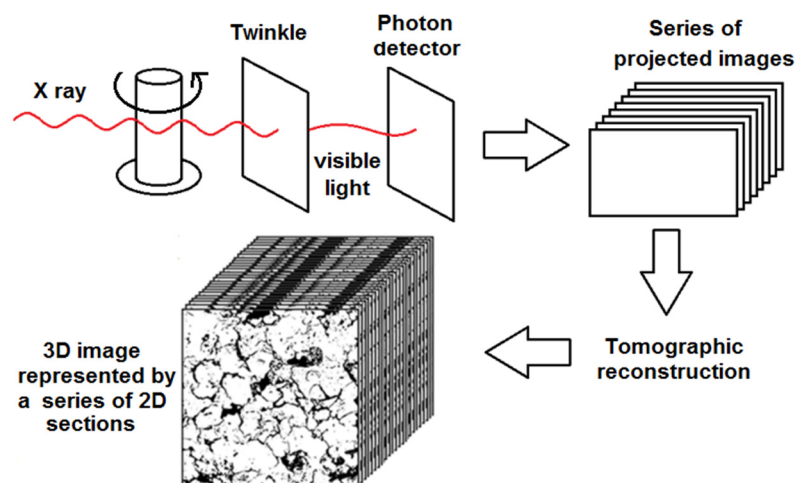 Twinkle
Photon
detector
Series of
projected images
X ray
visible
light
Tomographic
reconstruction
3D image
represented by
a series of 2D
sections